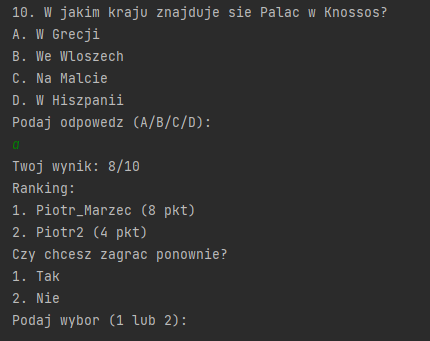 10. W jakim kraju znajduje sie Palac w Knossos?
A. W Grecji
B. We Wloszech
C. Na Malcie
D. W Hiszpanii
Podaj odpowedz (A/B/C/D):
a
Twoj wynik: 8/10
Ranking:
1. Piotr_Marzec (8 pkt)
2. Piotr2 (4 pkt)
Czy chcesz zagrac ponownie?
1. Tak
2. Nie
Podaj wybor (1 lub 2):